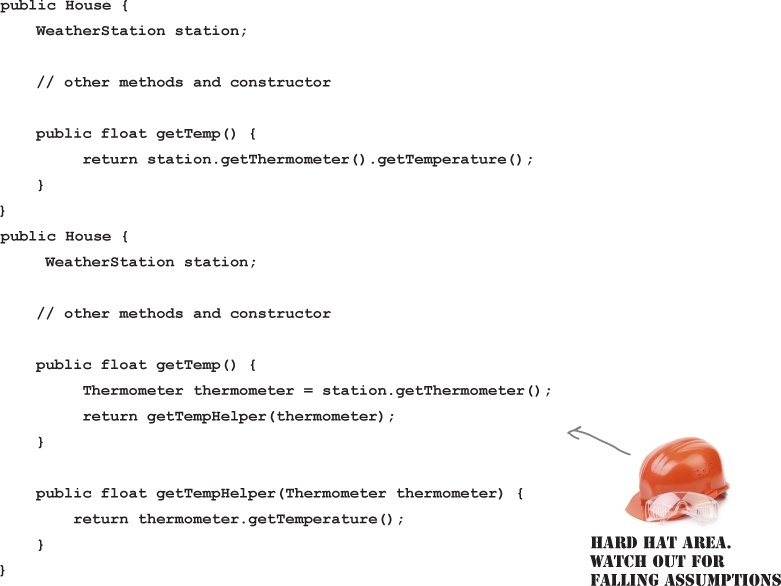 public House {
WeatherStation station;
// other methods and constructor
public float getTemp() {
return station.getThermometer().getTemperature();
}
}
public House {
WeatherStation station;
// other methods and constructor
public float getTemp() {
Thermometer thermometer = station.getThermometer();
return getTempHelper(thermometer);
}
public float getTempHelper(Thermometer thermometer) {
return thermometer.getTemperature();
}
}
HARD HAT AREA.
WATCH OUT FOR
FALLING ASSUMPTIONS